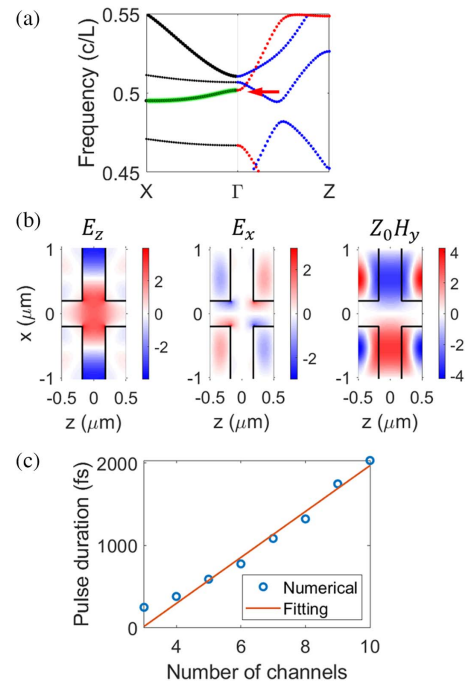 (a)
Frequency (c/L)
0.55
0.5
0.45
X Γ Z
(b)
E_z E_x Z_0H_y
x (μm)
1
0
-1
-0.5 0 0.5
z (μm)
2
0
-2
-0.5 0 0.5
z (μm)
2
0
-2
-0.5 0 0.5
z (μm)
4
2
0
-2
-4
(c)
Pulse duration (fs)
2000
1000
0
4 6 8 10
Number of channels
Numerical
Fitting